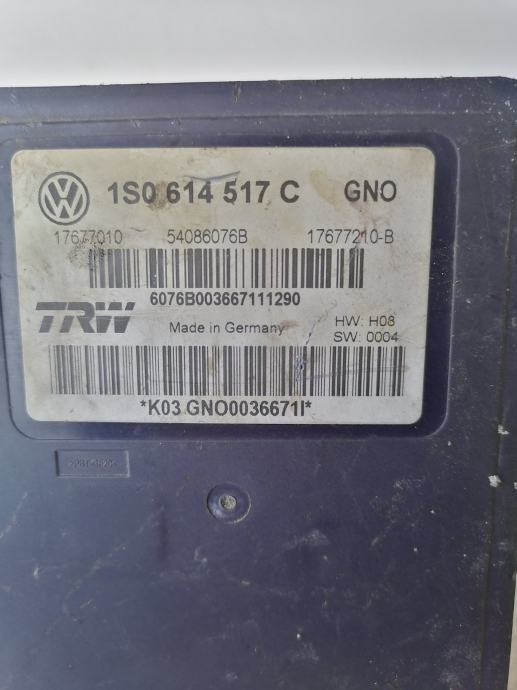 1S0 614 517 C GNO
17677010 54086076B 17677210-B
6076B003667111290
TRW Made in Germany HW: H08
SW: 0004
*K03 GNO0036671I*